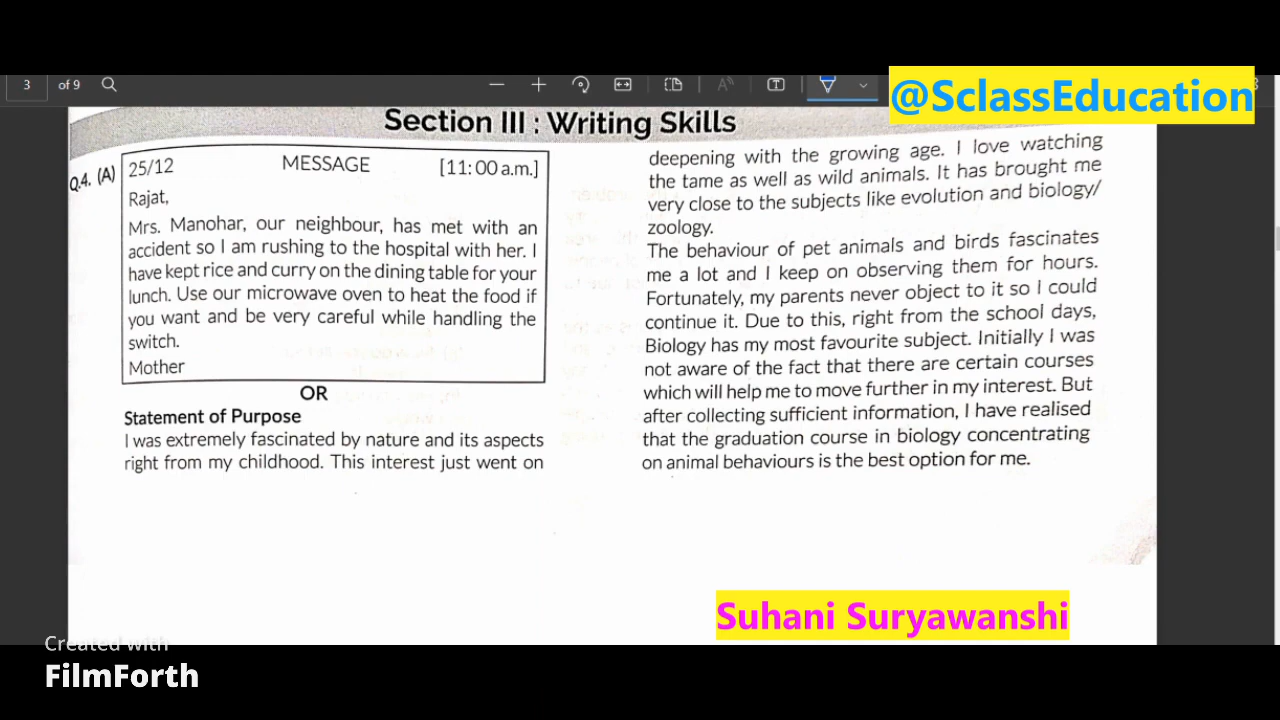 3 of 9
@SclassEducation
Section III : Writing Skills
Q.4. (A)
25/12 MESSAGE [11:00 a.m.]
Rajat,
Mrs. Manohar, our neighbour, has met with an
accident so I am rushing to the hospital with her. I
have kept rice and curry on the dining table for your
lunch. Use our microwave oven to heat the food if
you want and be very careful while handling the
switch.
Mother
OR
Statement of Purpose
I was extremely fascinated by nature and its aspects
right from my childhood. This interest just went on
deepening with the growing age. I love watching
the tame as well as wild animals. It has brought me
very close to the subjects like evolution and biology/
zoology.
The behaviour of pet animals and birds fascinates
me a lot and I keep on observing them for hours.
Fortunately, my parents never object to it so I could
continue it. Due to this, right from the school days,
Biology has my most favourite subject. Initially I was
not aware of the fact that there are certain courses
which will help me to move further in my interest. But
after collecting sufficient information, I have realised
that the graduation course in biology concentrating
on animal behaviours is the best option for me.
Suhani Suryawanshi
Created with
FilmForth